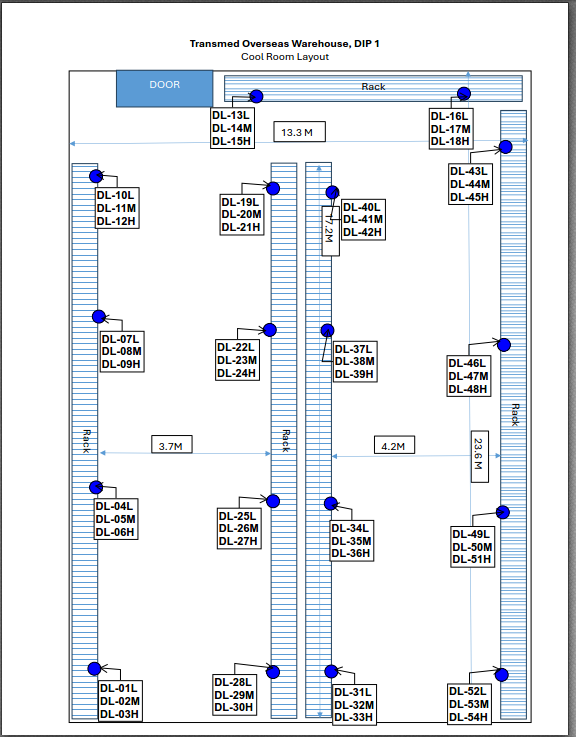 Transmed Overseas Warehouse, DIP 1
Cool Room Layout
DOOR
Rack
DL-13L
DL-14M
DL-15H
13.3 M
DL-16L
DL-17M
DL-18H
DL-43L
DL-44M
DL-45H
DL-10L
DL-11M
DL-12H
DL-19L
DL-20M
DL-21H
DL-40L
DL-41M
DL-42H
DL-07L
DL-08M
DL-09H
DL-22L
DL-23M
DL-24H
DL-37L
DL-38M
DL-39H
DL-46L
DL-47M
DL-48H
Rack
Rack
Rack
3.7M
4.2M
23.6 M
DL-04L
DL-05M
DL-06H
DL-25L
DL-26M
DL-27H
DL-34L
DL-35M
DL-36H
DL-49L
DL-50M
DL-51H
DL-01L
DL-02M
DL-03H
DL-28L
DL-29M
DL-30H
DL-31L
DL-32M
DL-33H
DL-52L
DL-53M
DL-54H